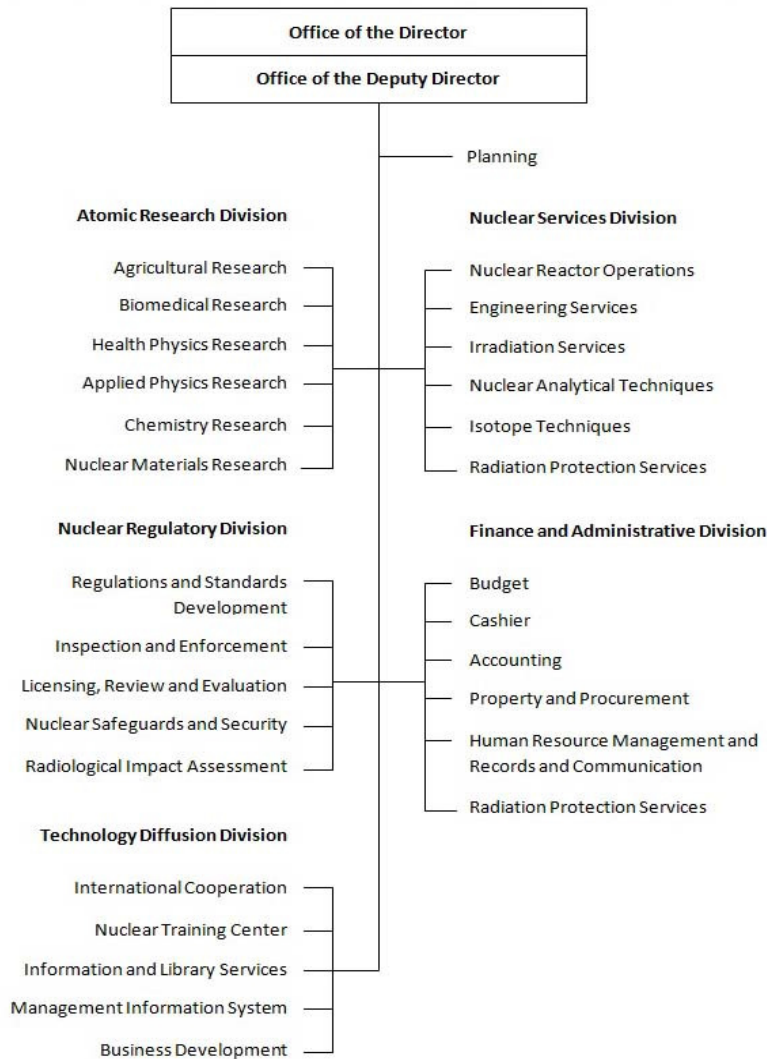 Office of the Director
Office of the Deputy Director
Planning
Atomic Research Division
Agricultural Research
Biomedical Research
Health Physics Research
Applied Physics Research
Chemistry Research
Nuclear Materials Research
Nuclear Services Division
Nuclear Reactor Operations
Engineering Services
Irradiation Services
Nuclear Analytical Techniques
Isotope Techniques
Radiation Protection Services
Nuclear Regulatory Division
Regulations and Standards
Development
Inspection and Enforcement
Licensing, Review and Evaluation
Nuclear Safeguards and Security
Radiological Impact Assessment
Finance and Administrative Division
Budget
Cashier
Accounting
Property and Procurement
Human Resource Management and
Records and Communication
Radiation Protection Services
Technology Diffusion Division
International Cooperation
Nuclear Training Center
Information and Library Services
Management Information System
Business Development